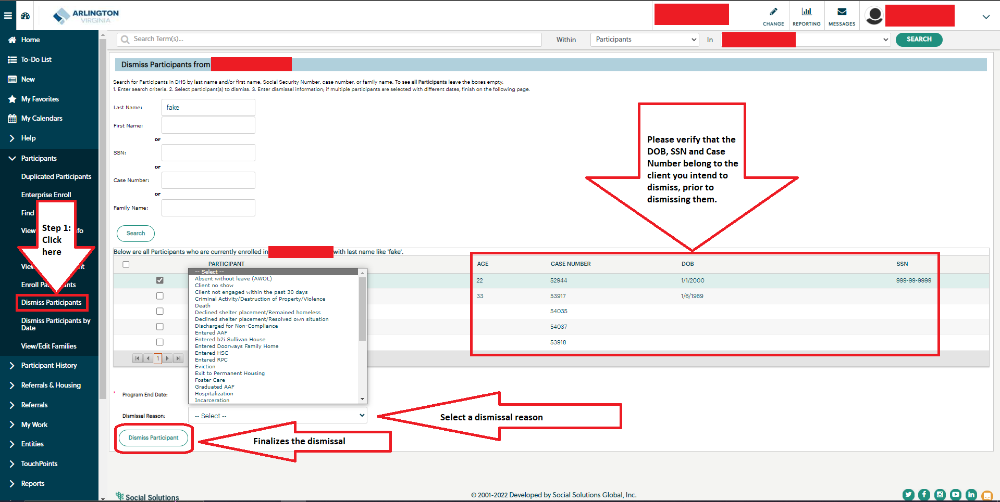 ARLINGTON
VIRGINIA
CHANGE
REPORTING
MESSAGES
Search Term(s)...
Within
Participants
In
SEARCH
Home
To-Do List
New
My Favorites
My Calendars
Help
Participants
Duplicated Participants
Enterprise Enroll
Find
View
fo
View
nt
Enroll Pa
nts
Dismiss Participants
Dismiss Participants by
Date
View/Edit Families
Participant History
Referrals & Housing
Referrals
My Work
Entities
TouchPoints
Reports
Step 1:
Click
here
Dismiss Participants from
Search for Participants in DHS by last name and/or first name, Social Security Number, case number, or family name. To see all Participants leave the boxes empty.
1. Enter search criteria. 2. Select participant(s) to dismiss. 3. Enter dismissal information; if multiple participants are selected with different dates, finish on the following page.
Last Name: fake
First Name:
or
SSN:
or
Case Number:
or
Family Name:
Search
Please verify that the
DOB, SSN and Case
Number belong to the
client you intend to
dismiss, prior to
dismissing them.
Below are all Participants who are currently enrolled in with last name like 'fake'.
PARTICIPANT AGE CASE NUMBER DOB SSN
22 52944 1/1/2000 999-99-9999
33 53917 1/6/1989
54035
54037
53918
1
-- Select --
Absent without leave (AWOL)
Client no show
Client not engaged within the past 30 days
Criminal Activity/Destruction of Property/Violence
Death
Declined shelter placement/Remained homeless
Declined shelter placement/Resolved own situation
Discharged for Non-Compliance
Entered AAF
Entered b2i Sullivan House
Entered Doorways Family Home
Entered HSC
Entered RPC
Eviction
Exit to Permanent Housing
Foster Care
Graduated AAF
Hospitalization
Incarceration
* Program End Date:
Dismissal Reason: -- Select --
Select a dismissal reason
Dismiss Participant
Finalizes the dismissal
Social Solutions
© 2001-2022 Developed by Social Solutions Global, Inc.